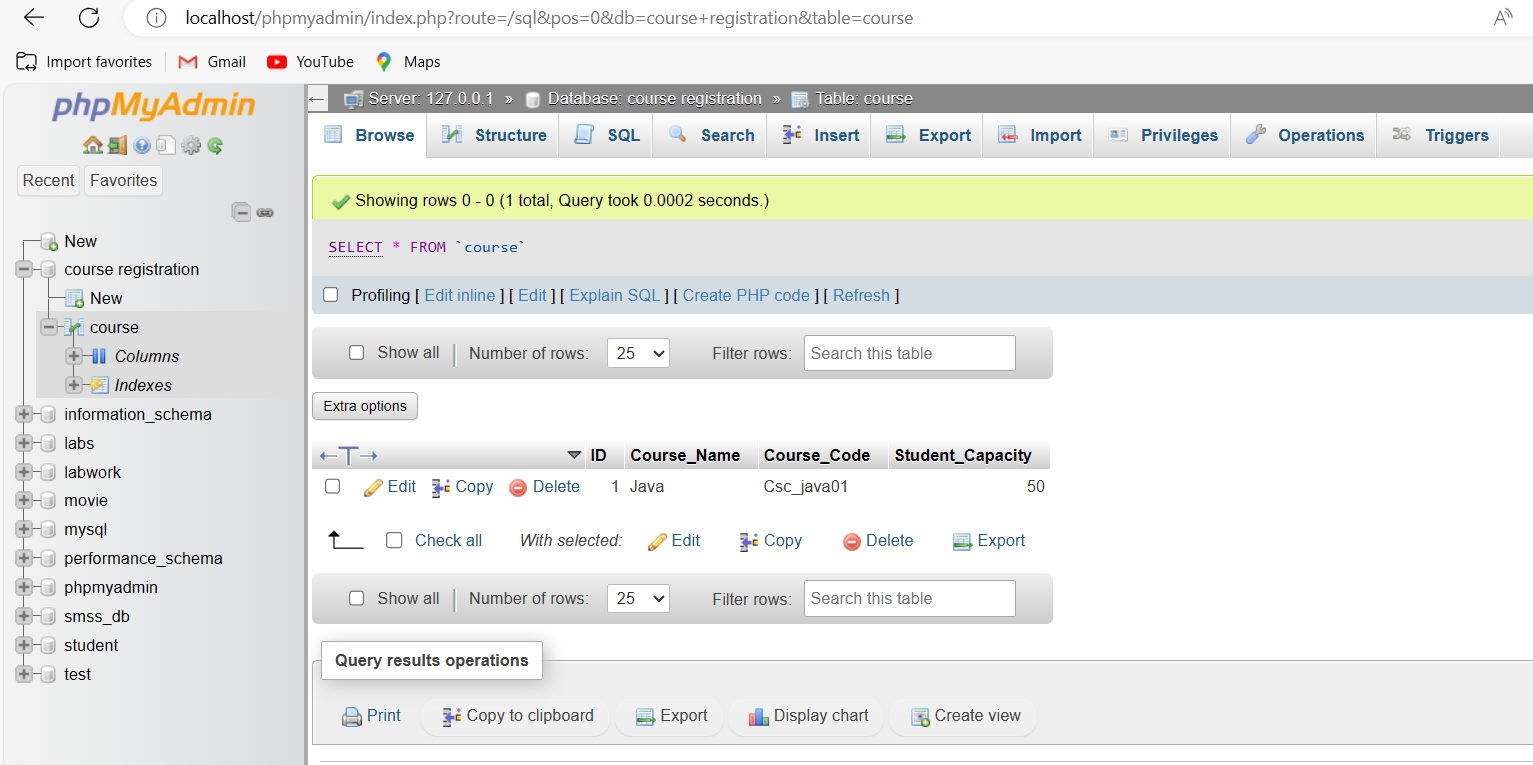 localhost/phpmyadmin/index.php?route=/sql&pos=0&db=course+registration&table=course
Import favorites Gmail YouTube Maps
phpMyAdmin
Recent Favorites
New
course registration
New
course
Columns
Indexes
information_schema
labs
labwork
movie
mysql
performance_schema
phpmyadmin
smss_db
student
test
Server: 127.0.0.1 » Database: course registration » Table: course
Browse Structure SQL Search Insert Export Import Privileges Operations Triggers
Showing rows 0 - 0 (1 total, Query took 0.0002 seconds.)
SELECT * FROM `course`
Profiling [ Edit inline ] [ Edit ] [ Explain SQL ] [ Create PHP code ] [ Refresh ]
Show all | Number of rows: 25 Filter rows: Search this table
Extra options
←T→ ID Course_Name Course_Code Student_Capacity
Edit Copy Delete 1 Java Csc_java01 50
Check all With selected: Edit Copy Delete Export
Show all | Number of rows: 25 Filter rows: Search this table
Query results operations
Print Copy to clipboard Export Display chart Create view